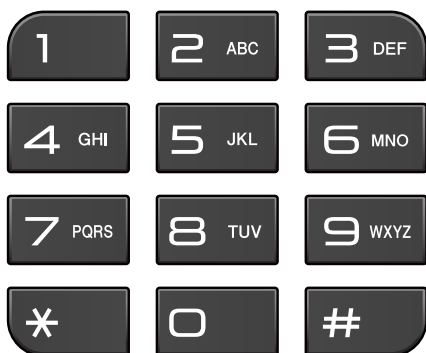 1 2 ABC 3 DEF
4 GHI 5 JKL 6 MNO
7 PQRS 8 TUV 9 WXYZ
* 0 #